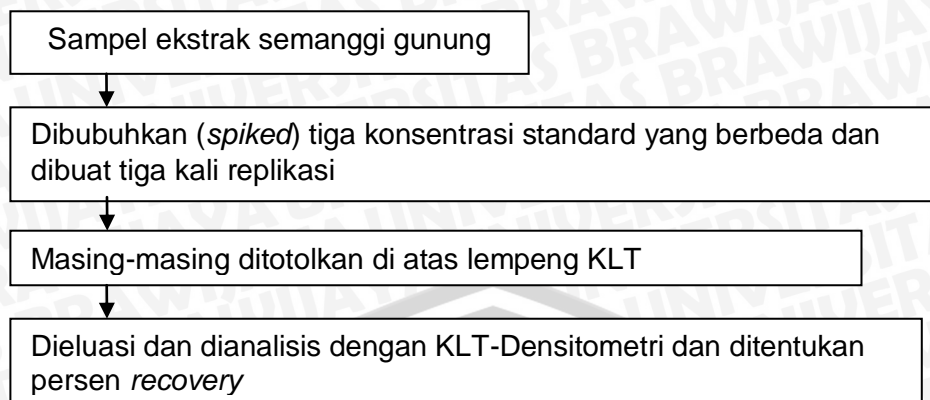 Sampel ekstrak semanggi gunung
Dibubuhkan (spiked) tiga konsentrasi standard yang berbeda dan
dibuat tiga kali replikasi
Masing-masing ditotolkan di atas lempeng KLT
Dieluasi dan dianalisis dengan KLT-Densitometri dan ditentukan
persen recovery